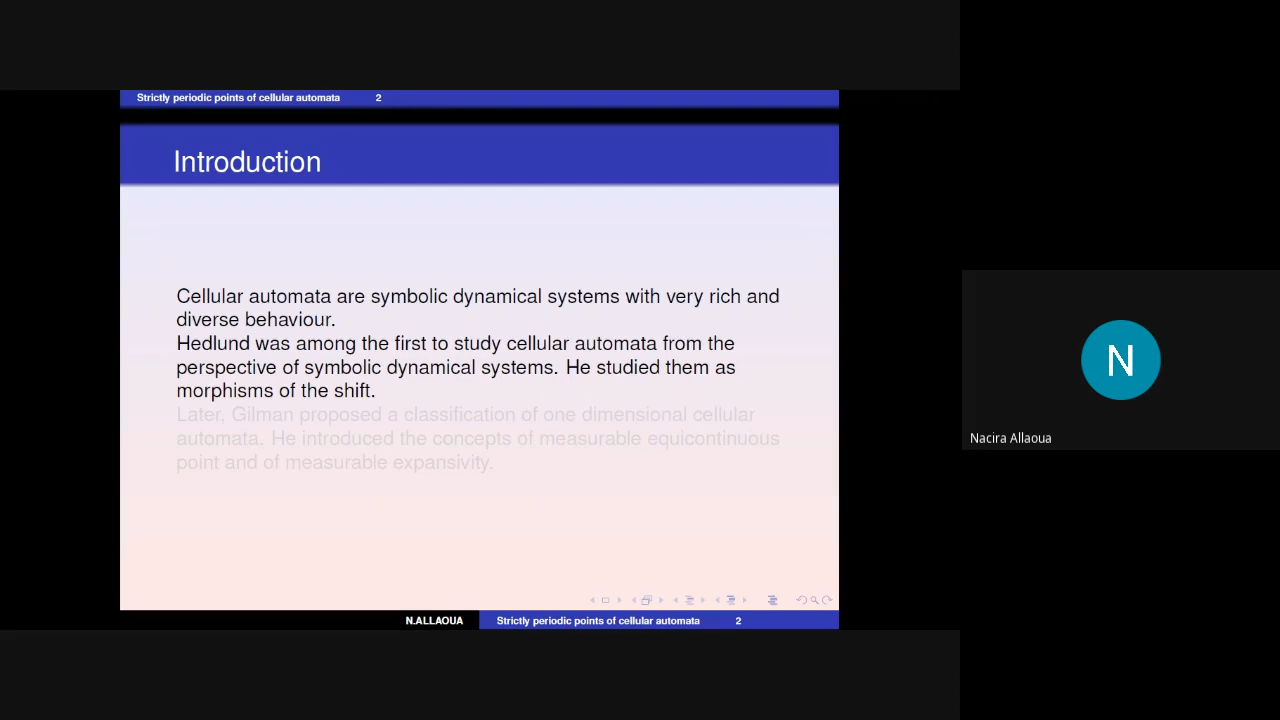 Strictly periodic points of cellular automata 2
Introduction
Cellular automata are symbolic dynamical systems with very rich and
diverse behaviour.
Hedlund was among the first to study cellular automata from the
perspective of symbolic dynamical systems. He studied them as
morphisms of the shift.
Later, Gilman proposed a classification of one dimensional cellular
automata. He introduced the concepts of measurable equicontinuous
point and of measurable expansivity.
N.ALLAOUA Strictly periodic points of cellular automata 2
N
Nacira Allaoua